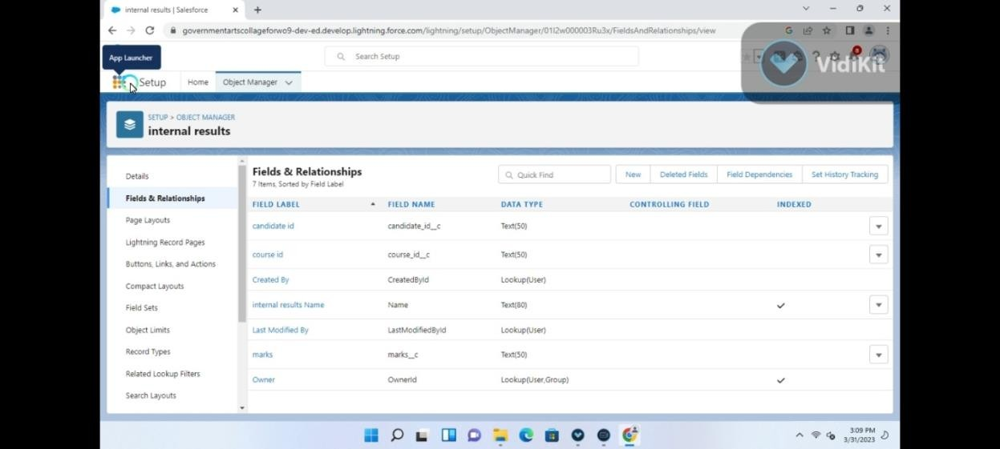 internal results | Salesforce
governmentartscollageforwo9-dev-ed.develop.lightning.force.com/lightning/setup/ObjectManager/01I2w000003Ru3x/FieldsAndRelationships/view
App Launcher
Search Setup
8
VidiKit
Setup Home Object Manager
SETUP > OBJECT MANAGER
internal results
Details
Fields & Relationships
Page Layouts
Lightning Record Pages
Buttons, Links, and Actions
Compact Layouts
Field Sets
Object Limits
Record Types
Related Lookup Filters
Search Layouts
Fields & Relationships
7 Items, Sorted by Field Label
Quick Find
New Deleted Fields Field Dependencies Set History Tracking
FIELD LABEL FIELD NAME DATA TYPE CONTROLLING FIELD INDEXED
candidate id candidate_id__c Text(50)
course id course_id__c Text(50)
Created By CreatedById Lookup(User)
internal results Name Name Text(80)
Last Modified By LastModifiedById Lookup(User)
marks marks__c Text(50)
Owner OwnerId Lookup(User,Group)
3:09 PM
3/31/2023